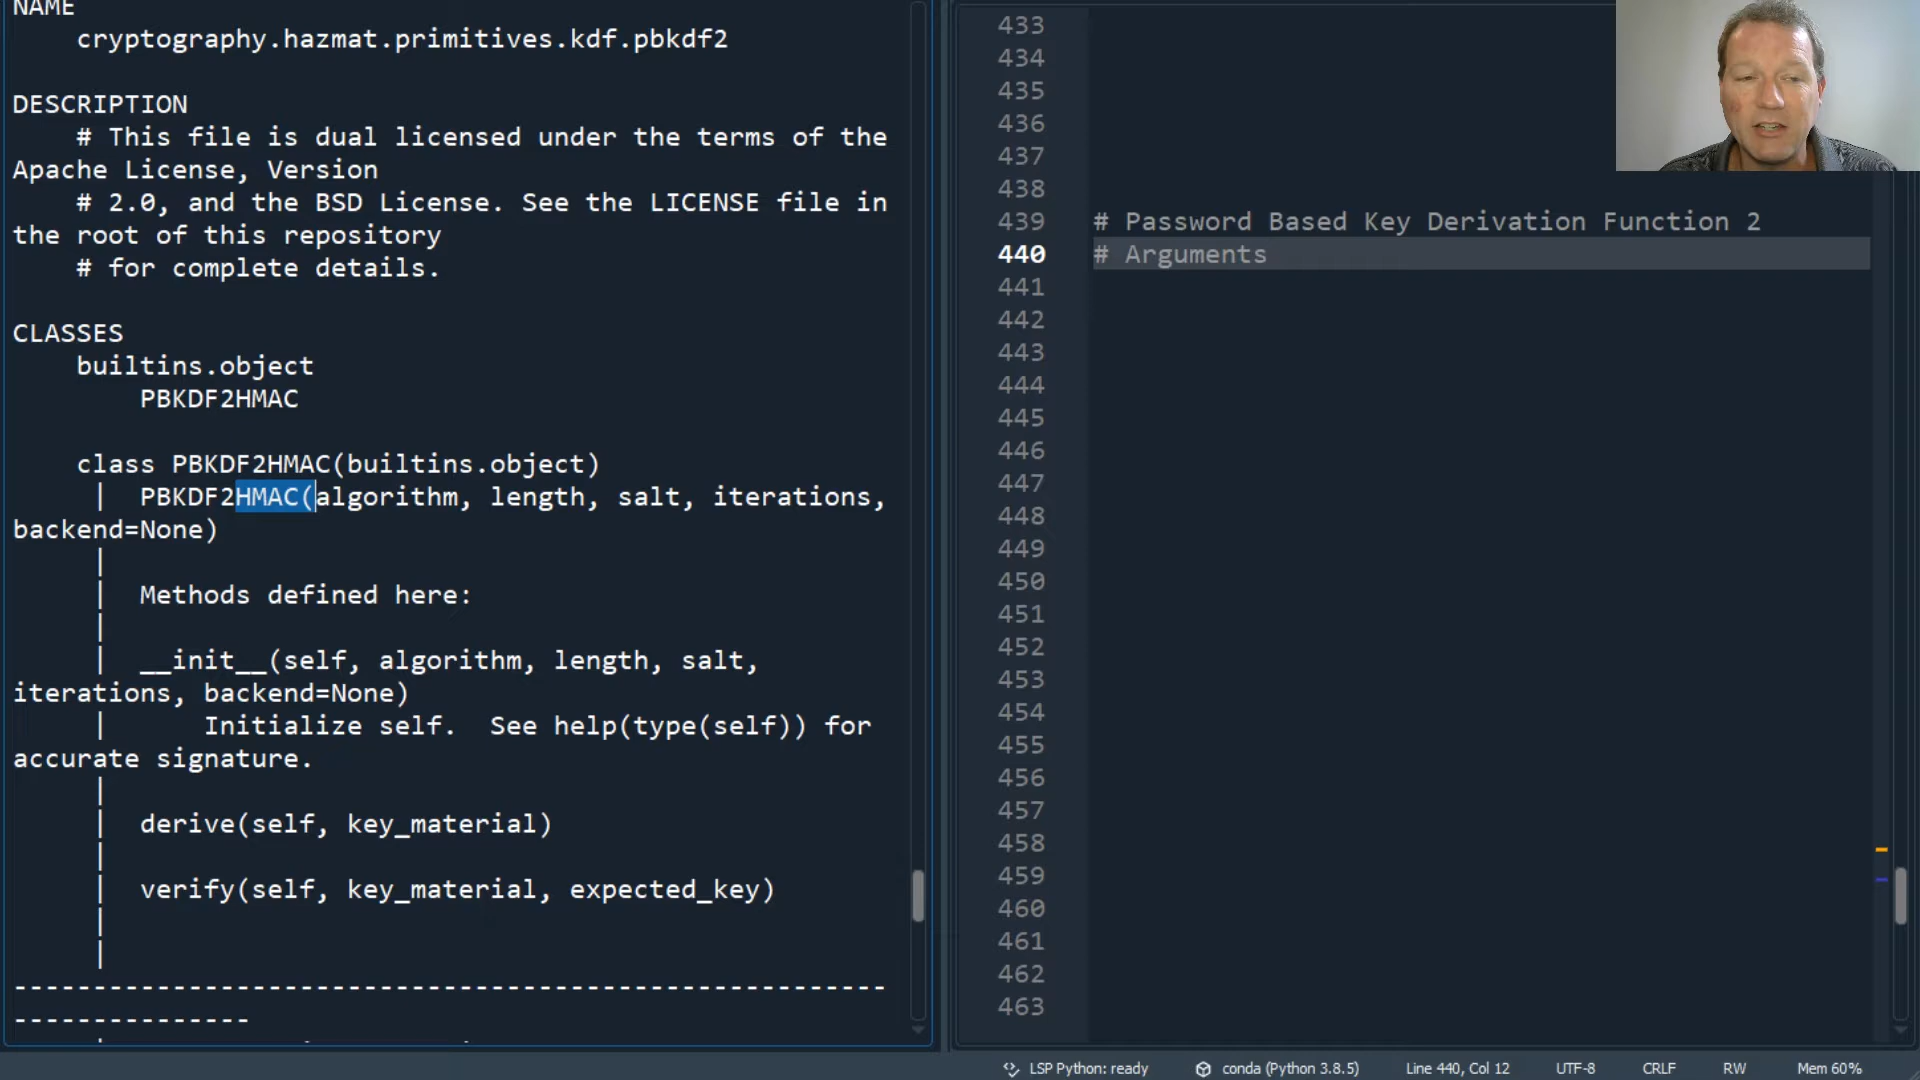 NAME
cryptography.hazmat.primitives.kdf.pbkdf2
DESCRIPTION
# This file is dual licensed under the terms of the
Apache License, Version
# 2.0, and the BSD License. See the LICENSE file in
the root of this repository
# for complete details.
CLASSES
builtins.object
PBKDF2HMAC
class PBKDF2HMAC(builtins.object)
| PBKDF2HMAC(algorithm, length, salt, iterations,
backend=None)
|
| Methods defined here:
|
| __init__(self, algorithm, length, salt,
iterations, backend=None)
| Initialize self. See help(type(self)) for
accurate signature.
|
| derive(self, key_material)
|
| verify(self, key_material, expected_key)
|
|
-------------------------------------------------------
---------------
433
434
435
436
437
438
439 # Password Based Key Derivation Function 2
440 # Arguments
441
442
443
444
445
446
447
448
449
450
451
452
453
454
455
456
457
458
459
460
461
462
463
LSP Python: ready conda (Python 3.8.5) Line 440, Col 12 UTF-8 CRLF RW Mem 60%